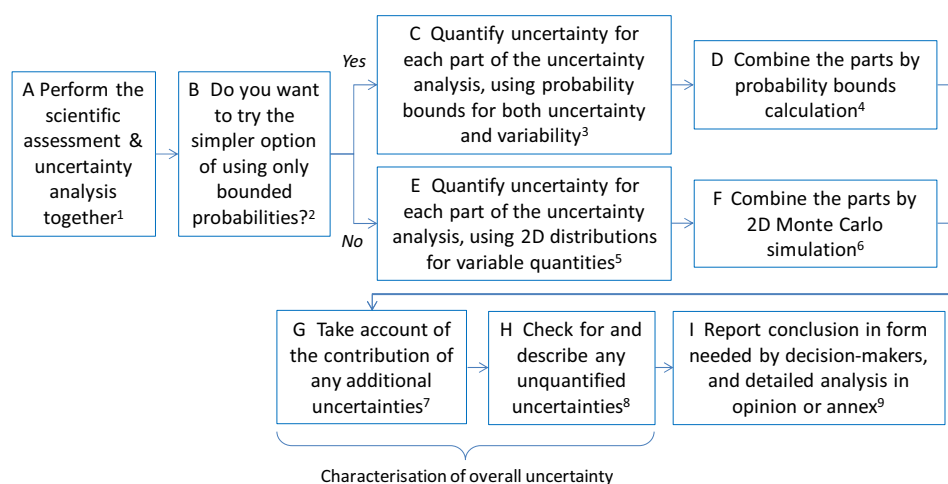 A Perform the
scientific
assessment &
uncertainty
analysis
together1
B Do you want
to try the
simpler option
of using only
bounded
probabilities?2
Yes
No
C Quantify uncertainty for
each part of the uncertainty
analysis, using probability
bounds for both uncertainty
and variability3
D Combine the parts by
probability bounds
calculation4
E Quantify uncertainty for
each part of the uncertainty
analysis, using 2D distributions
for variable quantities5
F Combine the parts by
2D Monte Carlo
simulation6
G Take account of
the contribution of
any additional
uncertainties7
H Check for and
describe any
unquantified
uncertainties8
I Report conclusion in form
needed by decision-makers,
and detailed analysis in
opinion or annex9
Characterisation of overall uncertainty